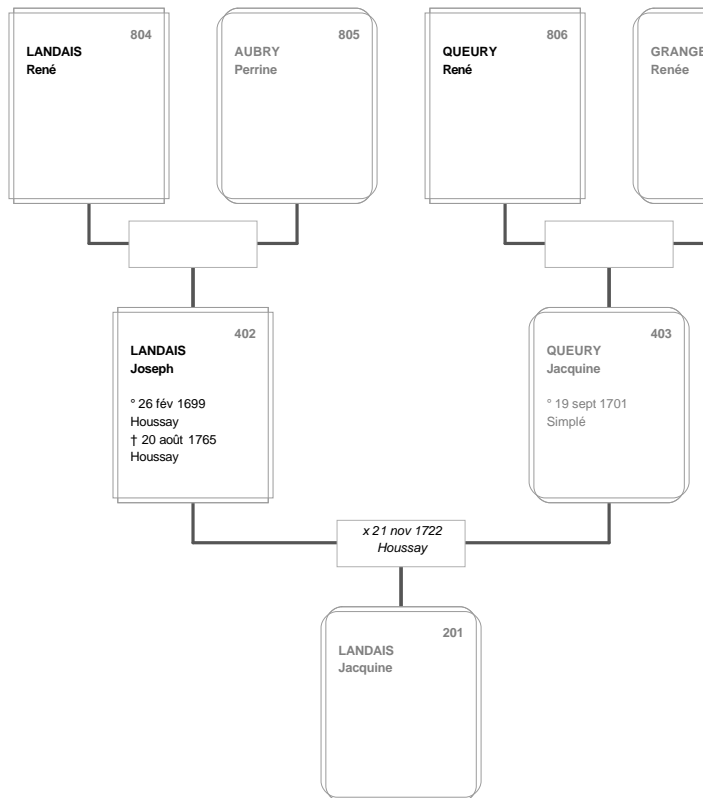 804
LANDAIS
René
805
AUBRY
Perrine
806
QUEURY
René
GRANGE
Renée
402
LANDAIS
Joseph
° 26 fév 1699
Houssay
† 20 août 1765
Houssay
403
QUEURY
Jacquine
° 19 sept 1701
Simplé
x 21 nov 1722
Houssay
201
LANDAIS
Jacquine